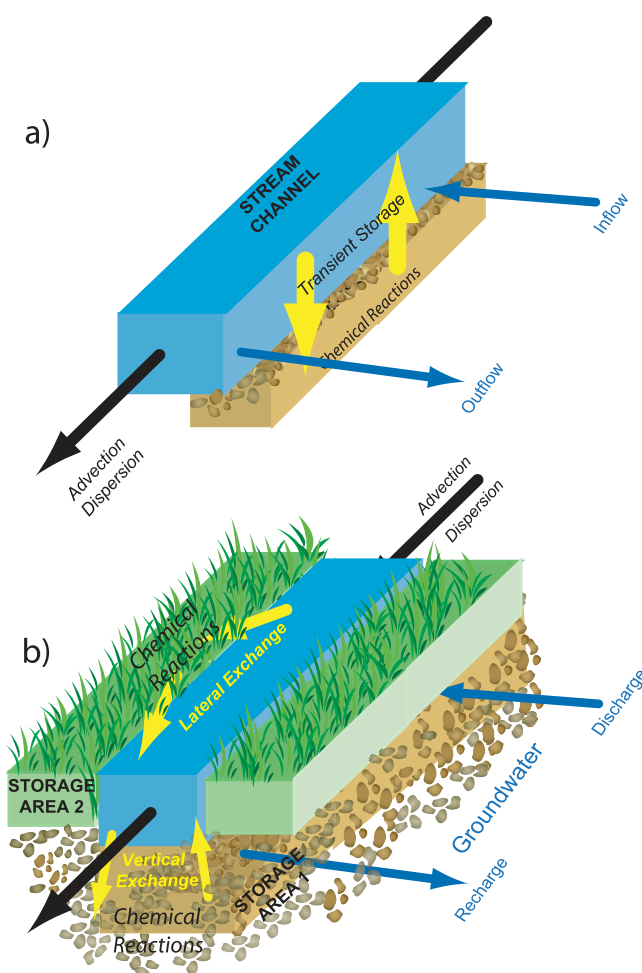 a)
STREAM
CHANNEL
Transient Storage
Chemical Reactions
Inflow
Outflow
Advection
Dispersion
b)
Advection
Dispersion
Chemical
Reactions
Lateral Exchange
Discharge
Groundwater
STORAGE
AREA 2
Vertical
Exchange
STORAGE
AREA 1
Recharge
Chemical
Reactions